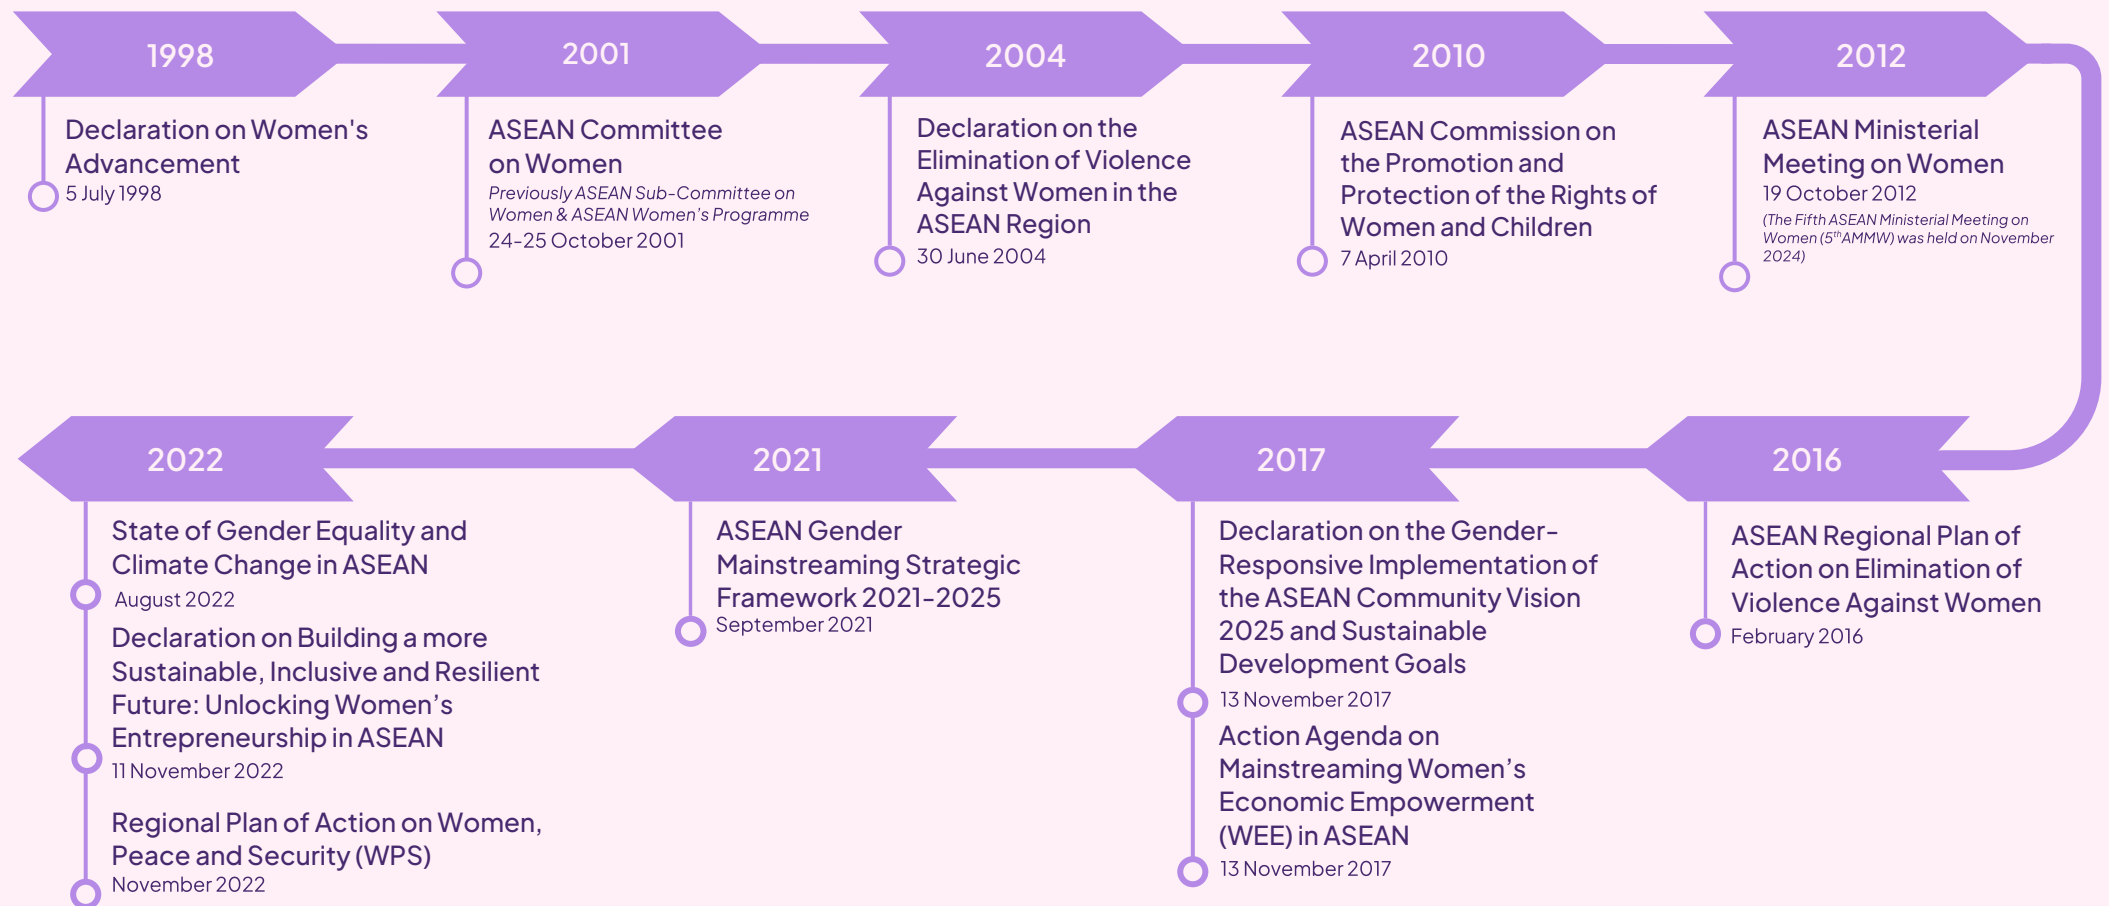 1998
Declaration on Women's
Advancement
5 July 1998
2001
ASEAN Committee
on Women
Previously ASEAN Sub-Committee on
Women & ASEAN Women's Programme
24-25 October 2001
2004
Declaration on the
Elimination of Violence
Against Women in the
ASEAN Region
30 June 2004
2010
ASEAN Commission on
the Promotion and
Protection of the Rights of
Women and Children
7 April 2010
2012
ASEAN Ministerial
Meeting on Women
19 October 2012
(The Fifth ASEAN Ministerial Meeting on
Women (5thAMMW) was held on November
2024)
2016
ASEAN Regional Plan of
Action on Elimination of
Violence Against Women
February 2016
2017
Declaration on the Gender-
Responsive Implementation of
the ASEAN Community Vision
2025 and Sustainable
Development Goals
13 November 2017
Action Agenda on
Mainstreaming Women’s
Economic Empowerment
(WEE) in ASEAN
13 November 2017
2021
ASEAN Gender
Mainstreaming Strategic
Framework 2021-2025
September 2021
2022
State of Gender Equality and
Climate Change in ASEAN
August 2022
Declaration on Building a more
Sustainable, Inclusive and Resilient
Future: Unlocking Women’s
Entrepreneurship in ASEAN
11 November 2022
Regional Plan of Action on Women,
Peace and Security (WPS)
November 2022